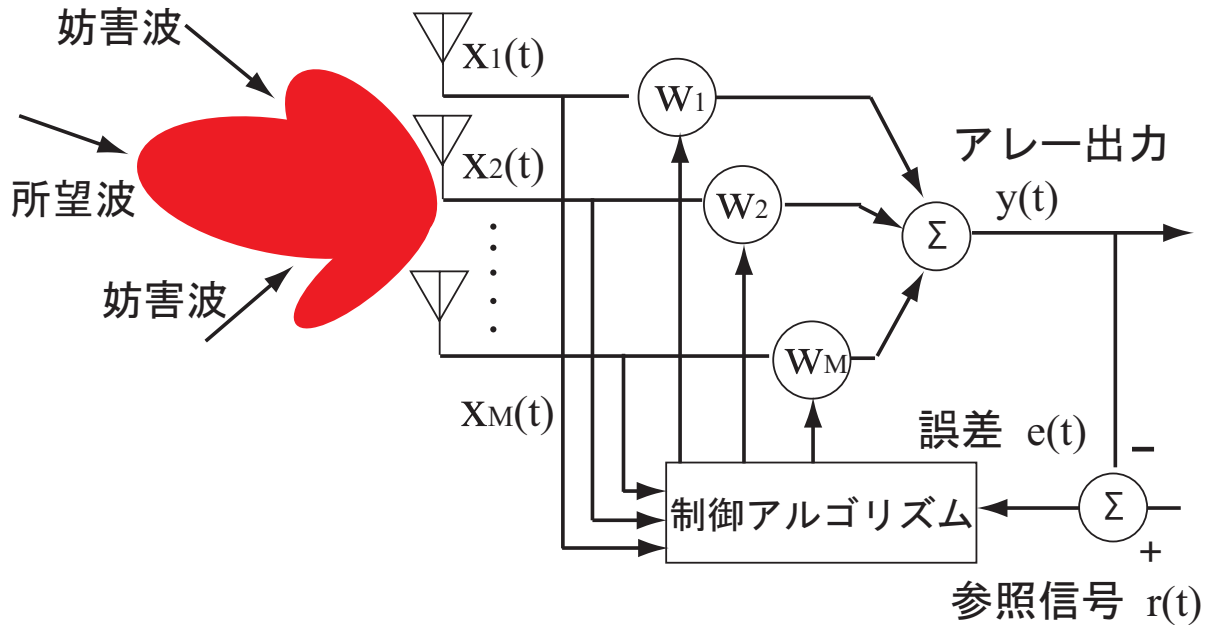 妨害波
x1(t)
w1
アレー出力
x2(t)
所望波
w2
y(t)
Σ
妨害波
wM
xM(t)
誤差 e(t)
−
制御アルゴリズム
Σ
+
参照信号 r(t)